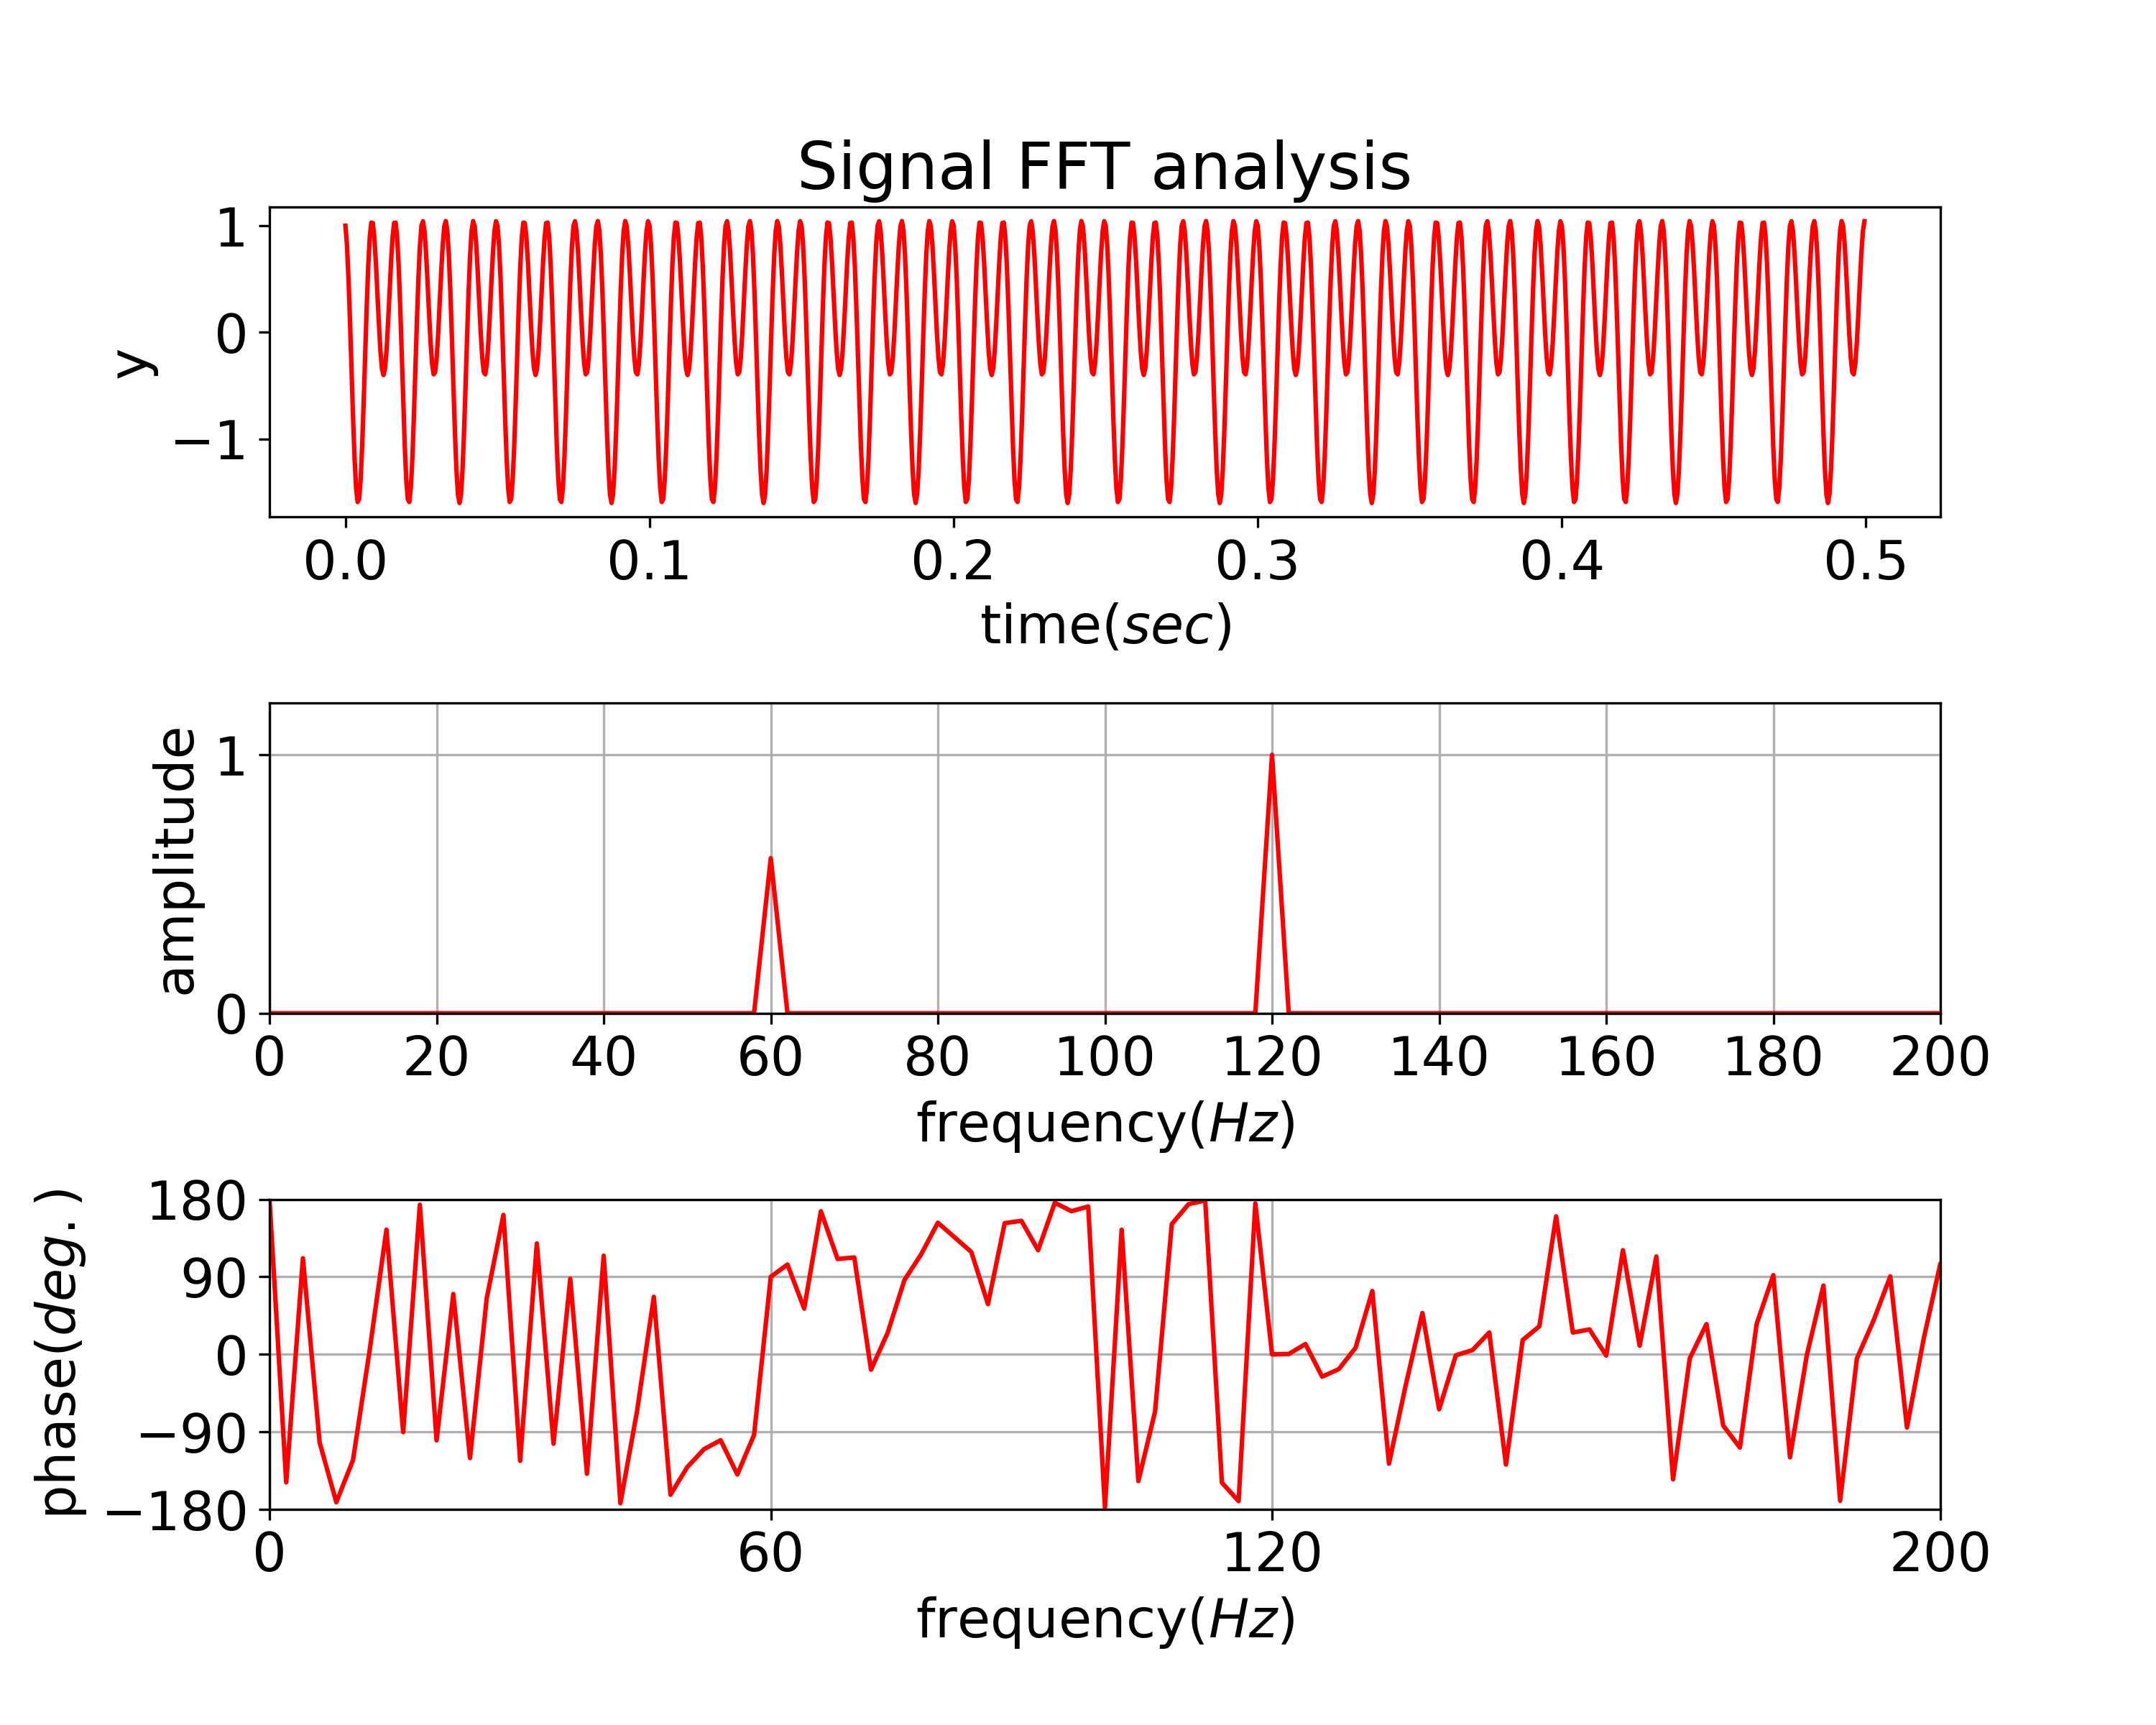 Signal FFT analysis
1
0
−1
y
0.0 0.1 0.2 0.3 0.4 0.5
time(sec)
1
0
amplitude
0 20 40 60 80 100 120 140 160 180 200
frequency(Hz)
180
90
0
−90
−180
phase(deg.)
0 60 120 200
frequency(Hz)